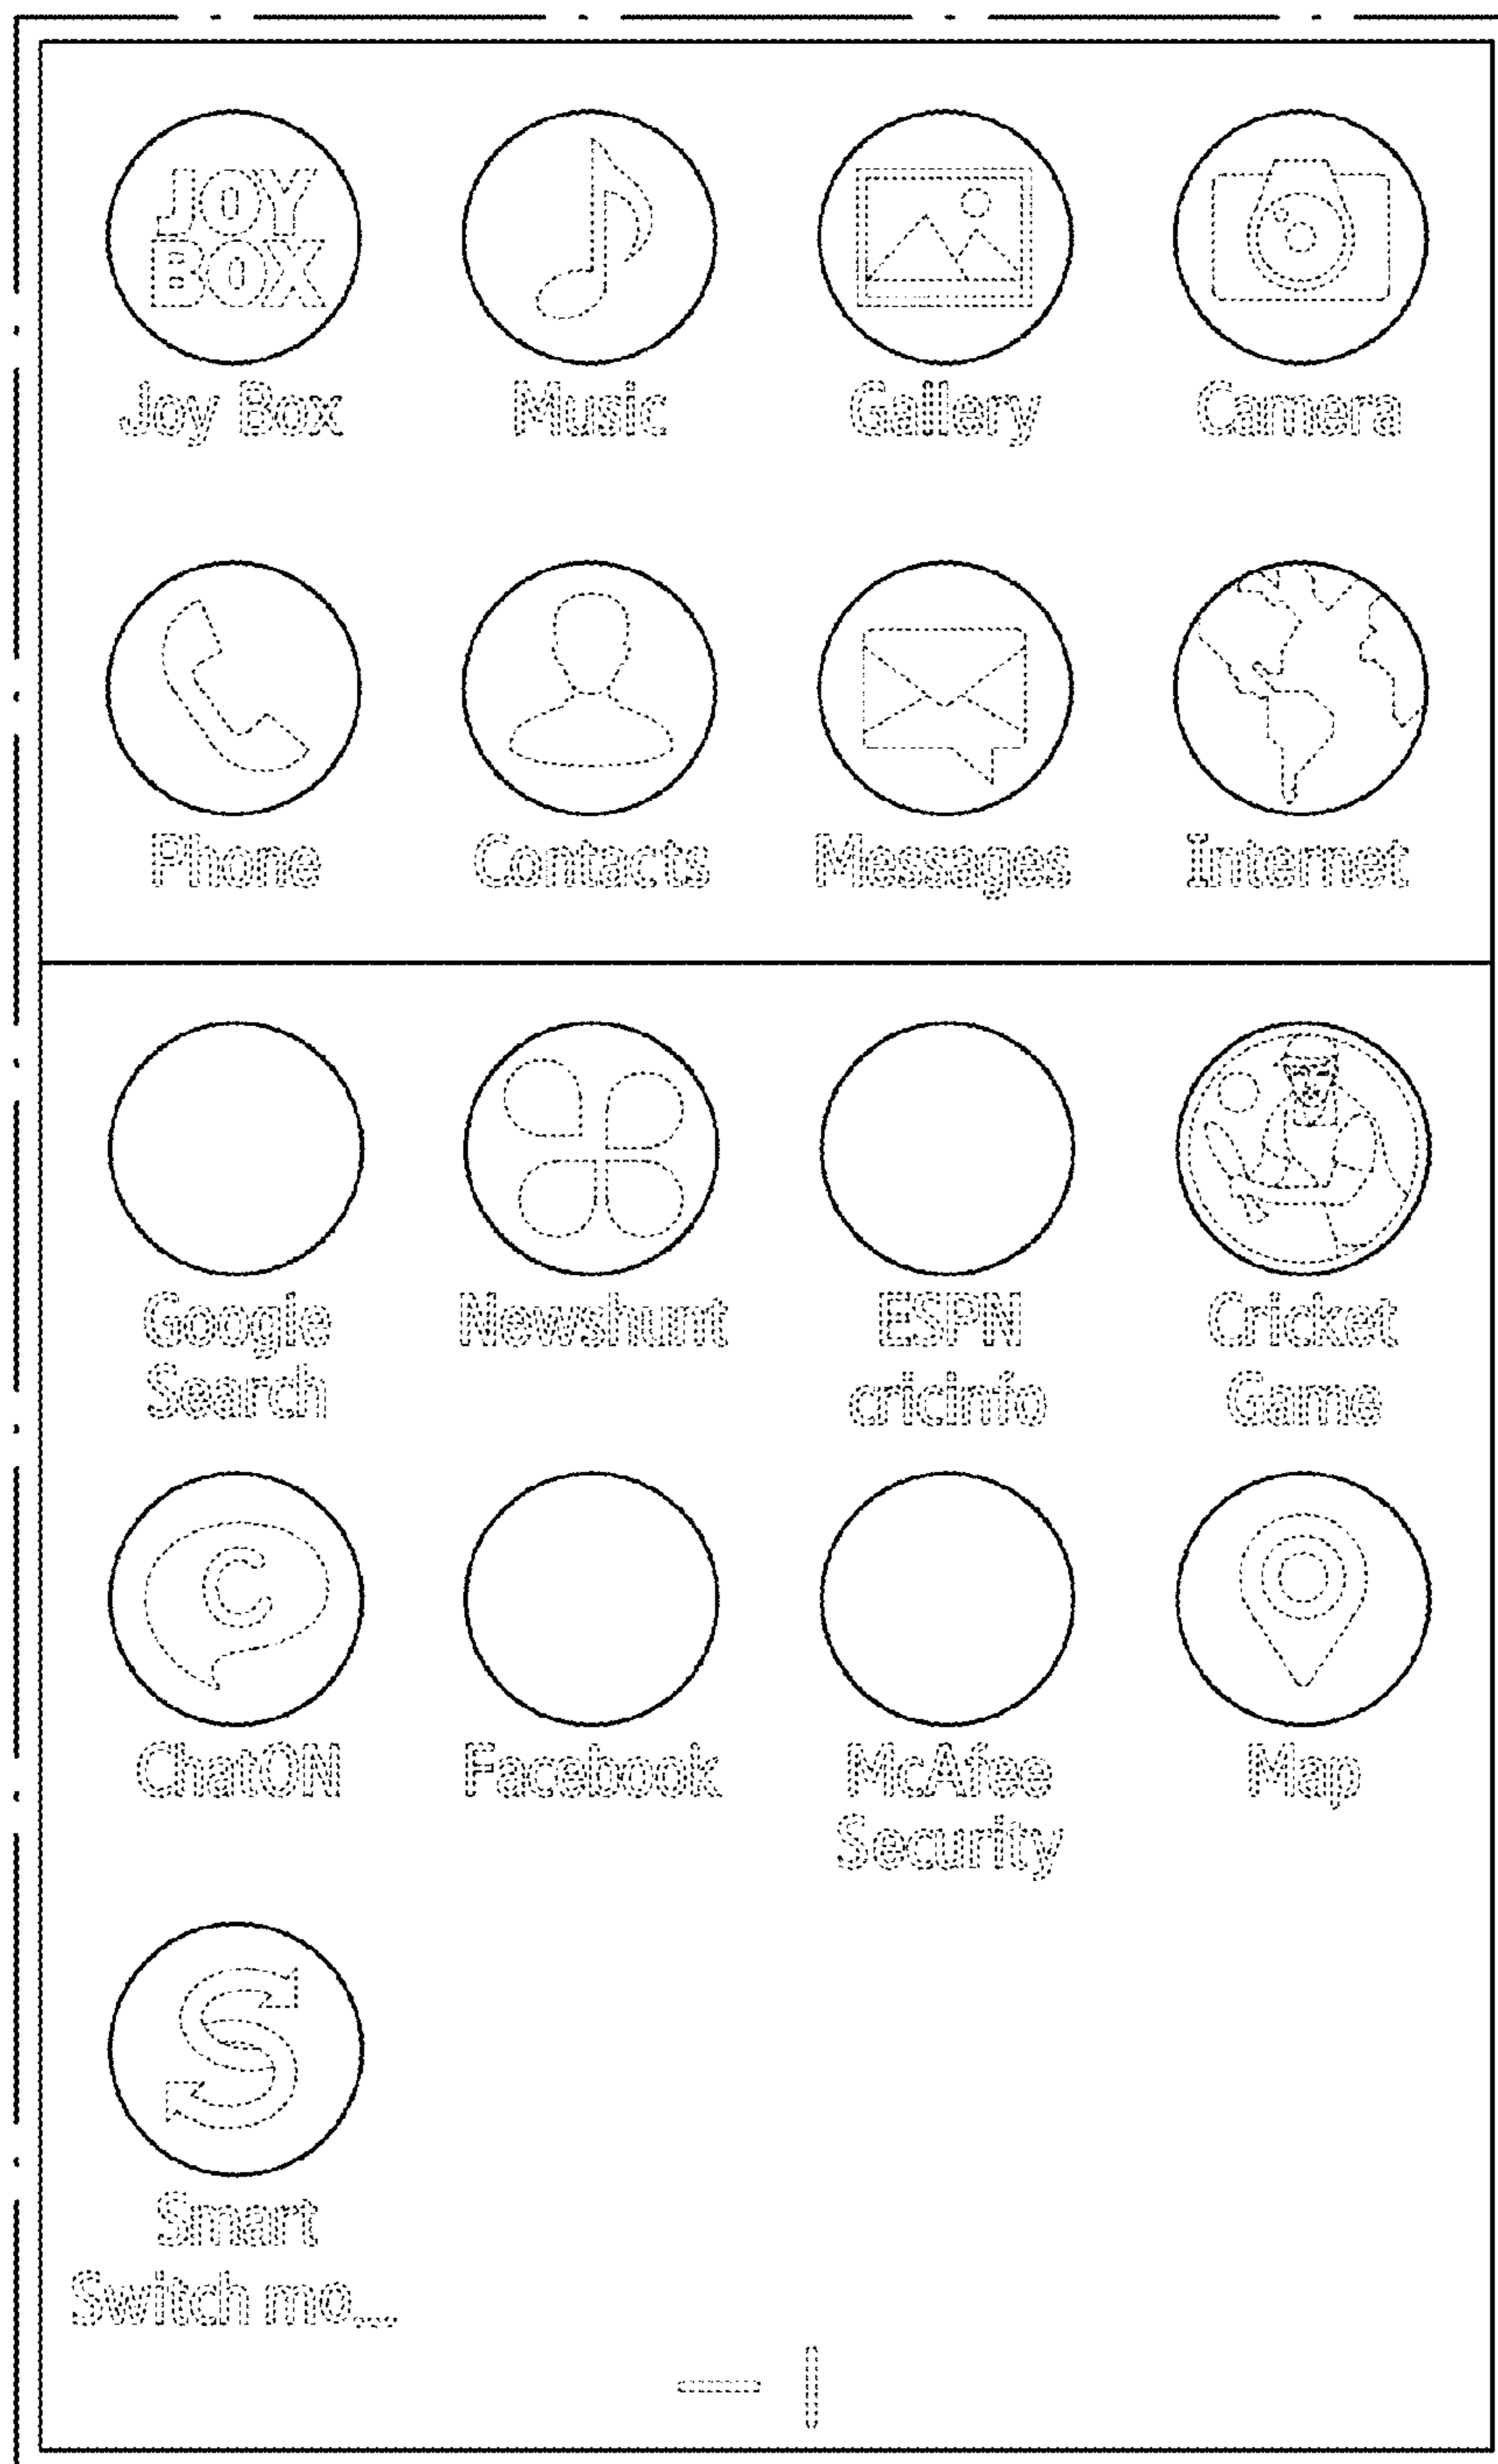 JOY
BOX
Joy Box
Music
Gallery
Camera
Phone
Contacts
Messages
Internet
Google
Search
Newshunt
ESPN
cricinfo
Cricket
Game
C
ChatON
Facebook
McAfee
Security
Map
S
Smart
Switch mo...